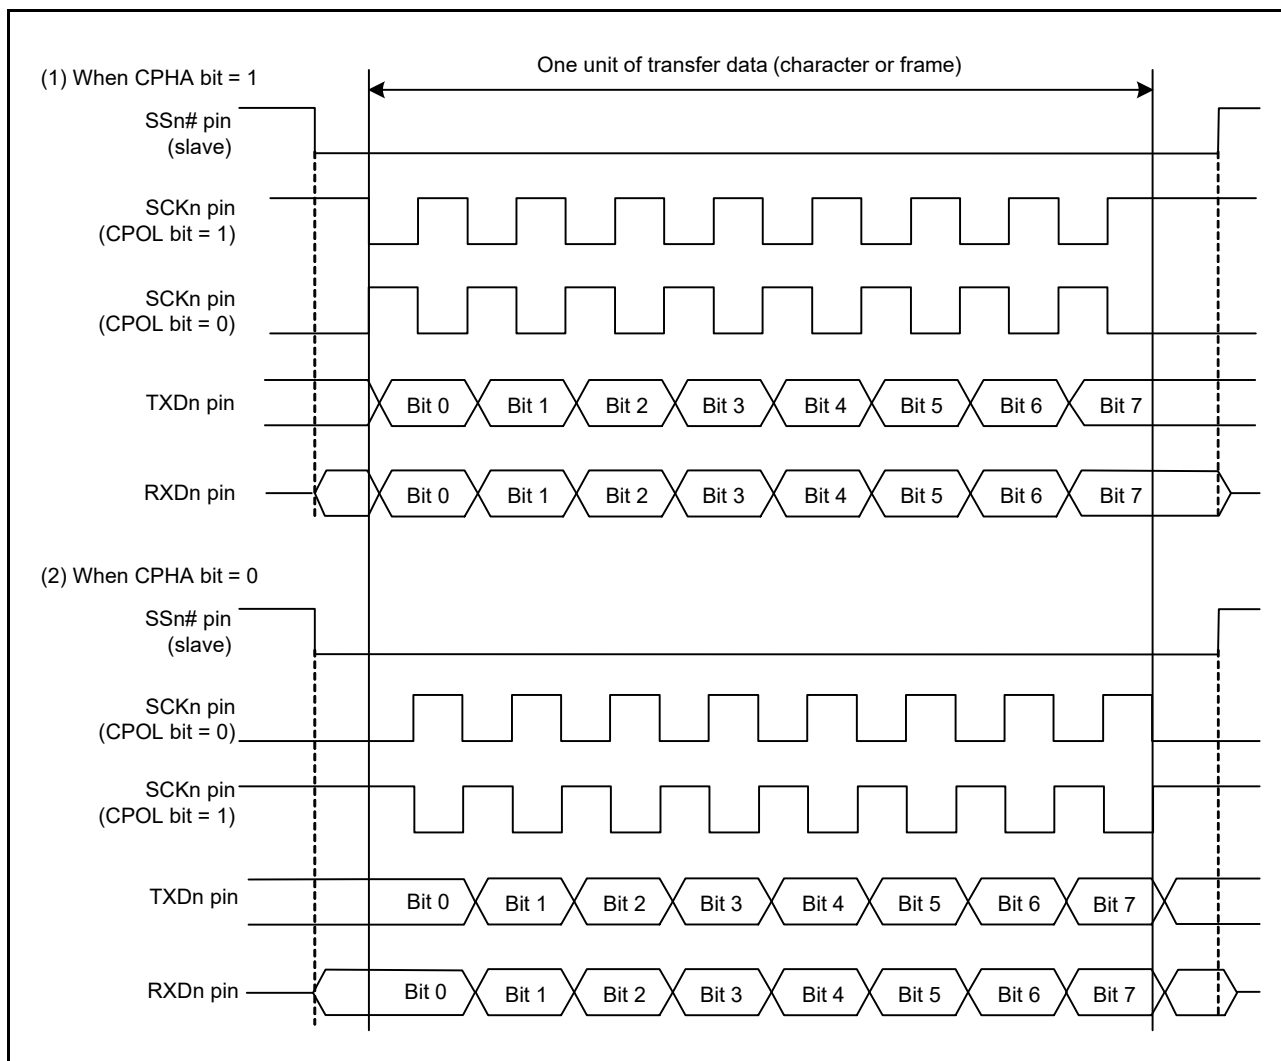 One unit of transfer data (character or frame)
(1) When CPHA bit = 1
SSn# pin
(slave)
SCKn pin
(CPOL bit = 1)
SCKn pin
(CPOL bit = 0)
TXDn pin
Bit 0 Bit 1 Bit 2 Bit 3 Bit 4 Bit 5 Bit 6 Bit 7
RXDn pin
Bit 0 Bit 1 Bit 2 Bit 3 Bit 4 Bit 5 Bit 6 Bit 7
(2) When CPHA bit = 0
SSn# pin
(slave)
SCKn pin
(CPOL bit = 0)
SCKn pin
(CPOL bit = 1)
TXDn pin
Bit 0 Bit 1 Bit 2 Bit 3 Bit 4 Bit 5 Bit 6 Bit 7
RXDn pin
Bit 0 Bit 1 Bit 2 Bit 3 Bit 4 Bit 5 Bit 6 Bit 7